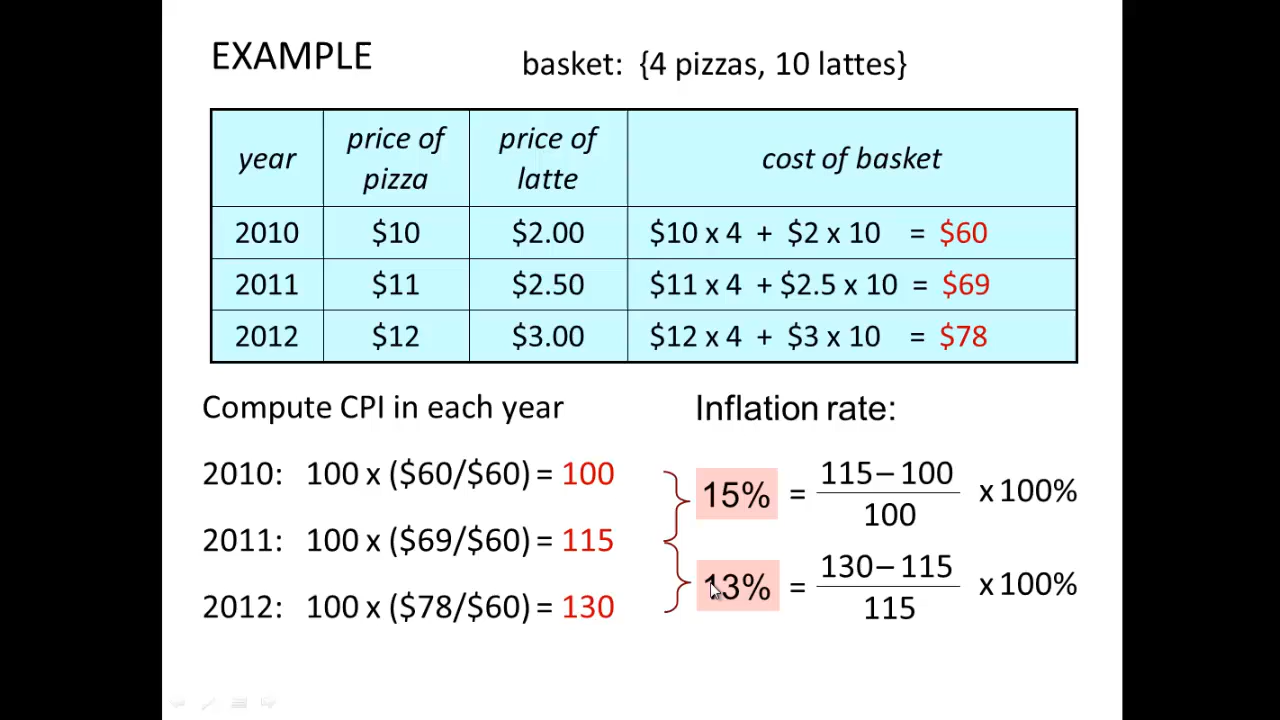 EXAMPLE
basket: {4 pizzas, 10 lattes}
year price of pizza price of latte cost of basket
2010 $10 $2.00 $10 x 4 + $2 x 10 = $60
2011 $11 $2.50 $11 x 4 + $2.5 x 10 = $69
2012 $12 $3.00 $12 x 4 + $3 x 10 = $78
Compute CPI in each year
2010: 100 x ($60/$60) = 100
2011: 100 x ($69/$60) = 115
2012: 100 x ($78/$60) = 130
Inflation rate:
15% = 115 – 100 x 100%
100
13% = 130 – 115 x 100%
115